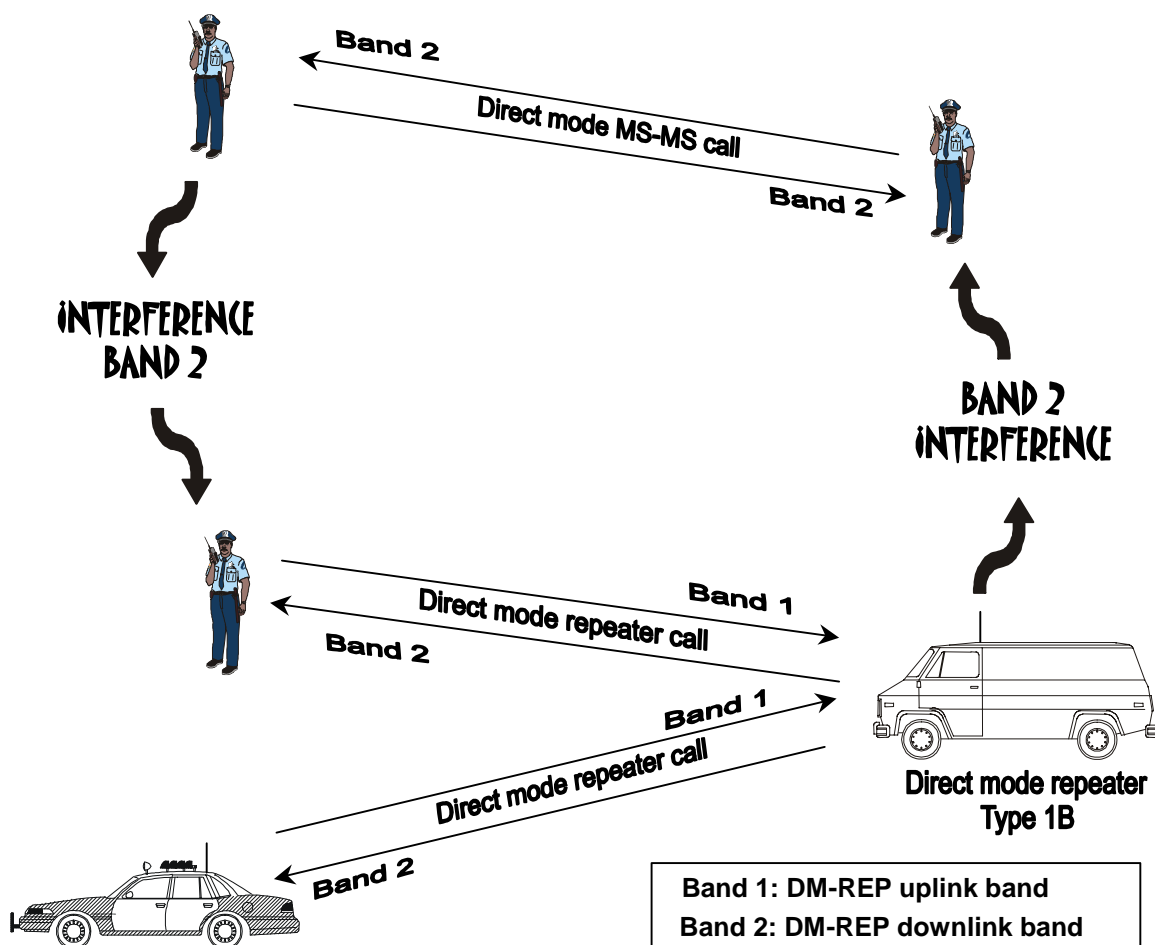 Band 2
Direct mode MS-MS call
Band 2
INTERFERENCE
BAND 2
BAND 2
INTERFERENCE
Band 1
Direct mode repeater call
Band 2
Band 1
Direct mode repeater call
Band 2
Direct mode repeater
Type 1B
Band 1: DM-REP uplink band
Band 2: DM-REP downlink band